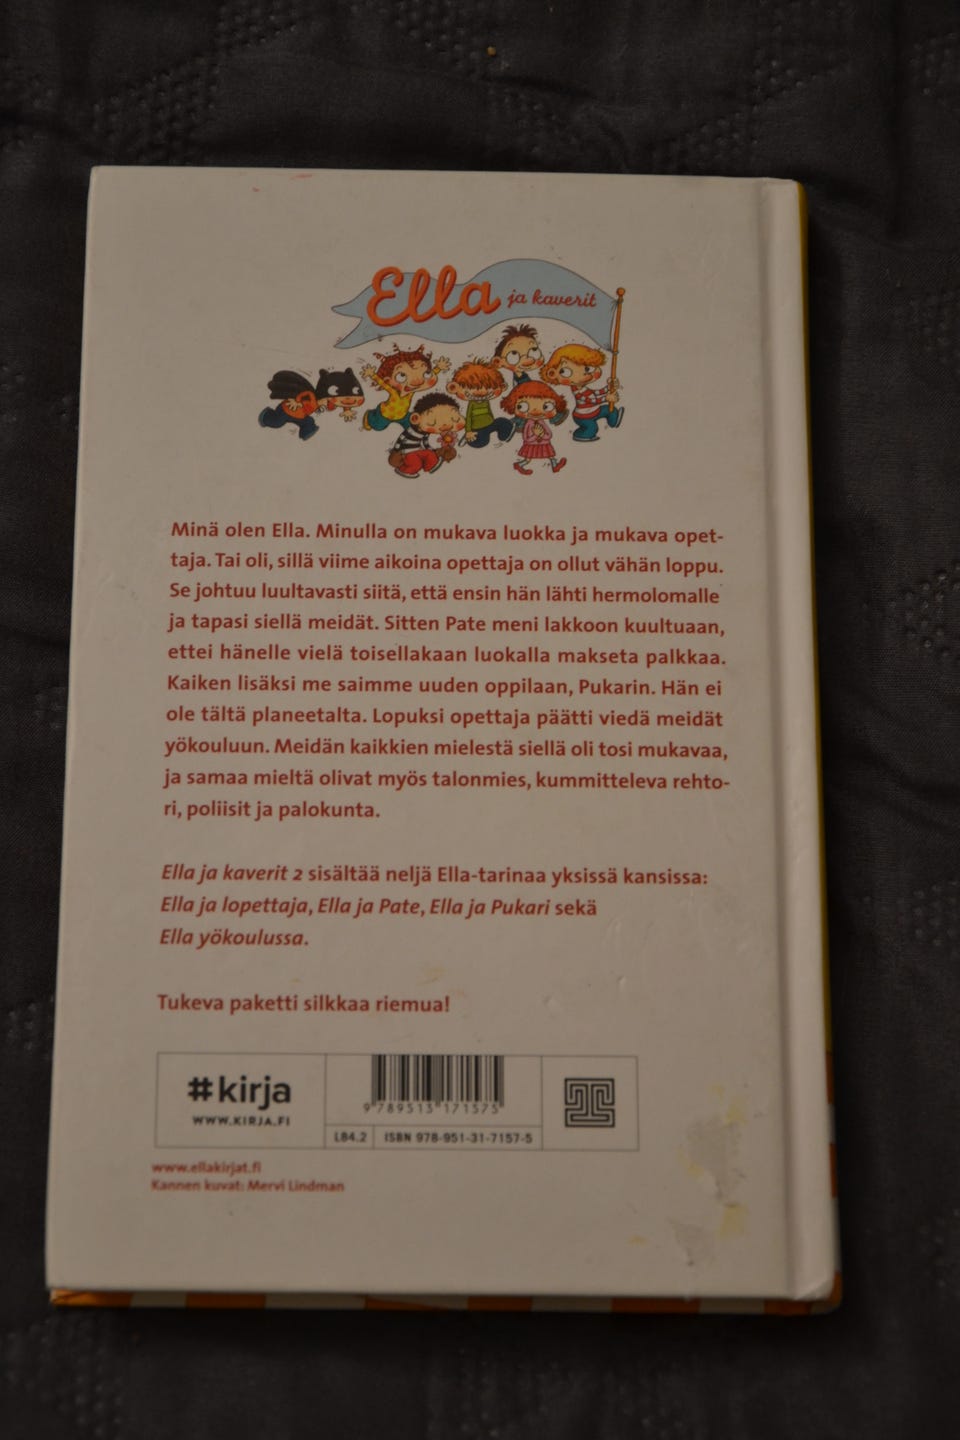 Ella ja kaverit
Minä olen Ella. Minulla on mukava luokka ja mukava opet-
taja. Tai oli, sillä viime aikoina opettaja on ollut vähän loppu.
Se johtuu luultavasti siitä, että ensin hän lähti hermolomalle
ja tapasi siellä meidät. Sitten Pate meni lakkoon kuultuaan,
ettei hänelle vielä toisellakaan luokalla makseta palkkaa.
Kaiken lisäksi me saimme uuden oppilaan, Pukarin. Hän ei
ole tältä planeetalta. Lopuksi opettaja päätti viedä meidät
yökouluun. Meidän kaikkien mielestä siellä oli tosi mukavaa,
ja samaa mieltä olivat myös talonmies, kummitteleva rehto-
ri, poliisit ja palokunta.
Ella ja kaverit 2 sisältää neljä Ella-tarinaa yksissä kansissa:
Ella ja lopettaja, Ella ja Pate, Ella ja Pukari sekä
Ella yökoulussa.
Tukeva paketti silkkaa riemua!
#kirja
WWW.KIRJA.FI
9 789513 171575
L84.2 ISBN 978-951-31-7157-5
www.ellakirjat.fi
Kannen kuvat: Mervi Lindman